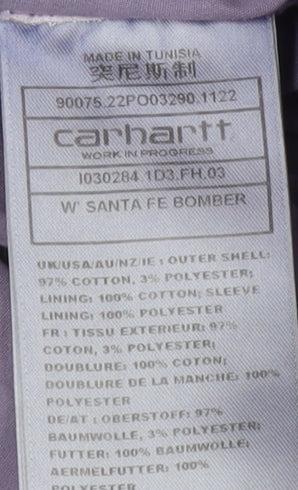 MADE IN TUNISIA
突尼斯制
90075.22PO03290.1122
carhartt
WORK IN PROGRESS
I030284.1D3.FH.03
W' SANTA FE BOMBER
UK/USA/AU/NZ/IE : OUTER SHELL:
97% COTTON, 3% POLYESTER;
LINING: 100% COTTON; SLEEVE
LINING: 100% POLYESTER
FR : TISSU EXTERIEUR: 97%
COTON, 3% POLYESTER;
DOUBLURE: 100% COTON;
DOUBLURE DE LA MANCHE: 100%
POLYESTER
DE/AT : OBERSTOFF: 97%
BAUMWOLLE, 3% POLYESTER;
FUTTER: 100% BAUMWOLLE;
AERMELFUTTER: 100%
POLYESTER